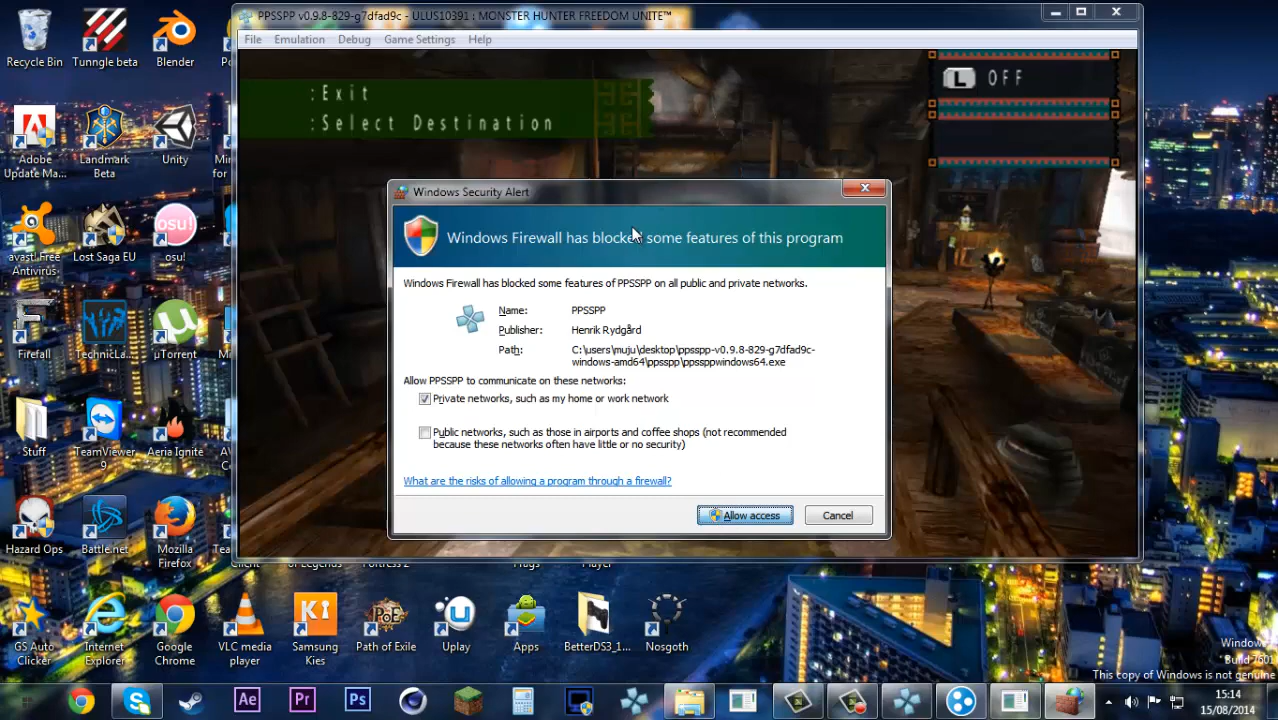 PPSSPP v0.9.8-829-g7dfad9c - ULUS10391 : MONSTER HUNTER FREEDOM UNITE™
File Emulation Debug Game Settings Help
:Exit
:Select Destination
L OFF
Recycle Bin
Tunngle beta
Blender
Adobe
Update Ma...
Landmark
Beta
Unity
avast! Free
Antivirus
Lost Saga EU
osu!
osu!
Firefall
TechnicLa...
µTorrent
Stuff
TeamViewer
9
Aeria Ignite
Hazard Ops
Battle.net
Mozilla
Firefox
GS Auto
Clicker
Internet
Explorer
Google
Chrome
VLC media
player
Ki
Samsung
Kies
PoE
Path of Exile
Uplay
Apps
BetterDS3_1...
Nosgoth
Windows Security Alert
Windows Firewall has blocked some features of this program
Windows Firewall has blocked some features of PPSSPP on all public and private networks.
Name: PPSSPP
Publisher: Henrik Rydgård
Path: C:\users\muju\desktop\ppsspp-v0.9.8-829-g7dfad9c-
windows-amd64\ppsspp\ppssppwindows64.exe
Allow PPSSPP to communicate on these networks:
Private networks, such as my home or work network
Public networks, such as those in airports and coffee shops (not recommended
because these networks often have little or no security)
What are the risks of allowing a program through a firewall?
Allow access Cancel
Build 7601
This copy of Windows is not genuine
Ae Pr Ps
15:14
15/08/2014